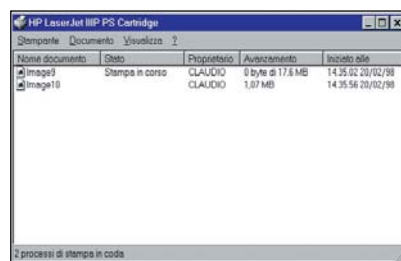 HP LaserJet IIIP PS Cartridge
Stampante Documento Visualizza ?
Nome documento Stato Proprietario Avanzamento Iniziato alle
Image9 Stampa in corso CLAUDIO 0 byte di 17.6 MB 14.35.02 20/02/98
Image10 CLAUDIO 1,07 MB 14.35.56 20/02/98
2 processi di stampa in coda